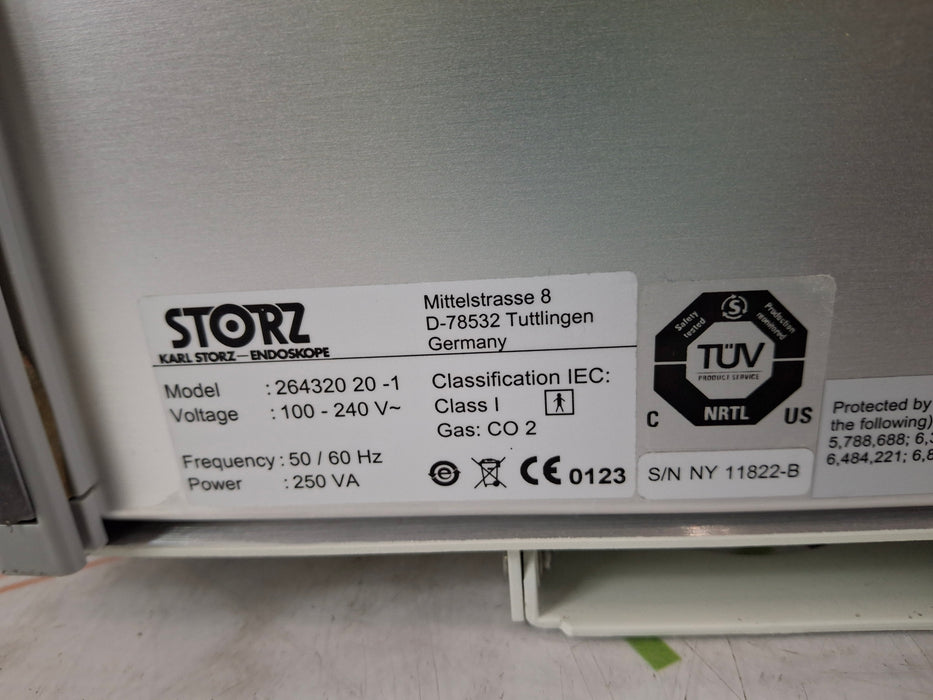 STORZ
KARL STORZ — ENDOSKOPE
Mittelstrasse 8
D-78532 Tuttlingen
Germany
Model : 264320 20 -1
Voltage : 100 - 240 V~
Frequency : 50 / 60 Hz
Power : 250 VA
Classification IEC:
Class I
Gas: CO 2
CE 0123
Safety tested
S
Production monitored
TÜV
PRODUCT SERVICE
NRTL
C US
S/N NY 11822-B
Protected by
the following)
5,788,688; 6,3
6,484,221; 6,8